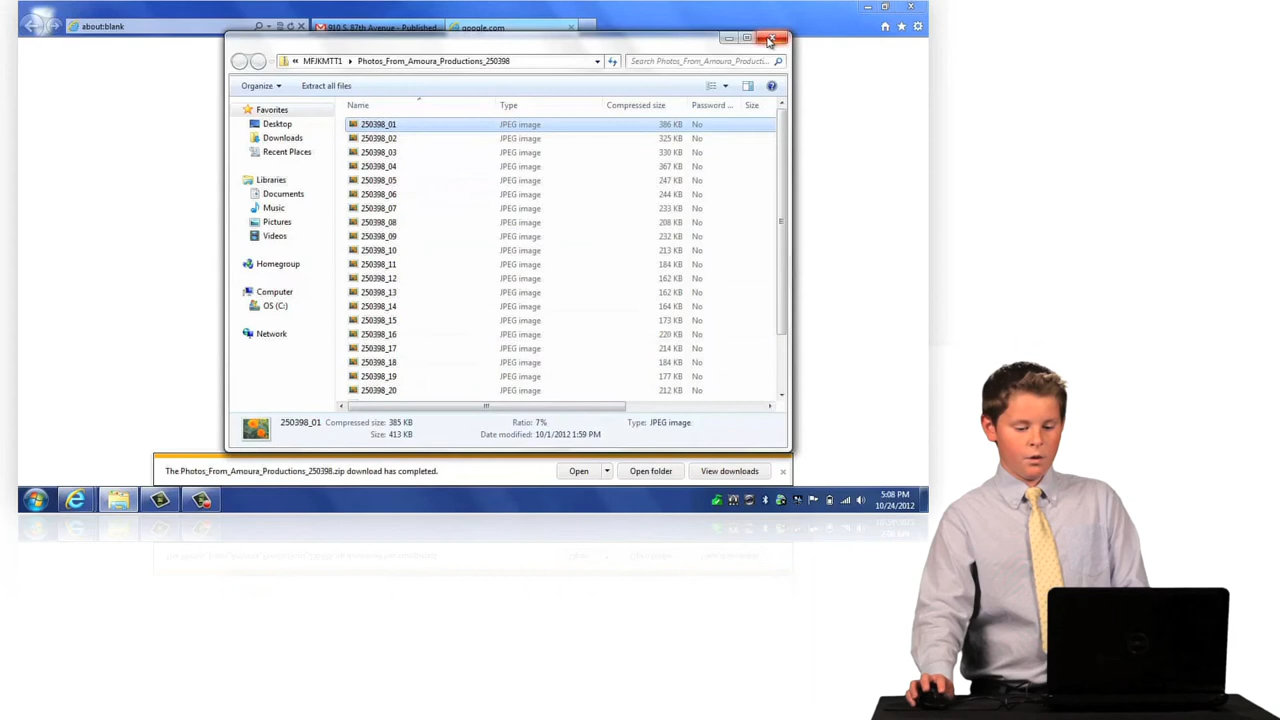 about:blank
910 S. 87th Avenue - Published...
google.com
« MFJKMTT1 ▸ Photos_From_Amoura_Productions_250398
Search Photos_From_Amoura_Producti...
Organize ▾ Extract all files
Name Type Compressed size Password ... Size
Favorites
Desktop
Downloads
Recent Places
Libraries
Documents
Music
Pictures
Videos
Homegroup
Computer
OS (C:)
Network
250398_01 JPEG image 386 KB No
250398_02 JPEG image 325 KB No
250398_03 JPEG image 330 KB No
250398_04 JPEG image 367 KB No
250398_05 JPEG image 247 KB No
250398_06 JPEG image 244 KB No
250398_07 JPEG image 233 KB No
250398_08 JPEG image 208 KB No
250398_09 JPEG image 232 KB No
250398_10 JPEG image 213 KB No
250398_11 JPEG image 184 KB No
250398_12 JPEG image 162 KB No
250398_13 JPEG image 162 KB No
250398_14 JPEG image 164 KB No
250398_15 JPEG image 173 KB No
250398_16 JPEG image 220 KB No
250398_17 JPEG image 214 KB No
250398_18 JPEG image 184 KB No
250398_19 JPEG image 177 KB No
250398_20 JPEG image 212 KB No
250398_01 Compressed size: 385 KB Ratio: 7% Type: JPEG image
Size: 413 KB Date modified: 10/1/2012 1:59 PM
The Photos_From_Amoura_Productions_250398.zip download has completed. Open Open folder View downloads
5:08 PM
10/24/2012